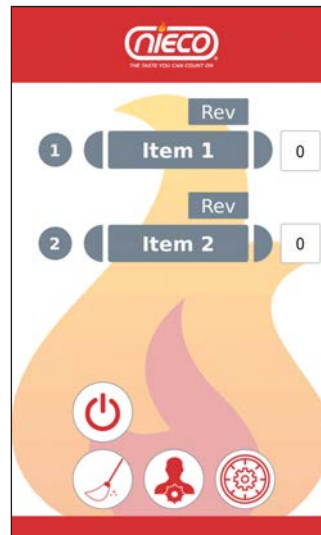 NIECO
THE TASTE YOU CAN COUNT ON
Rev
1 Item 1 0
Rev
2 Item 2 0